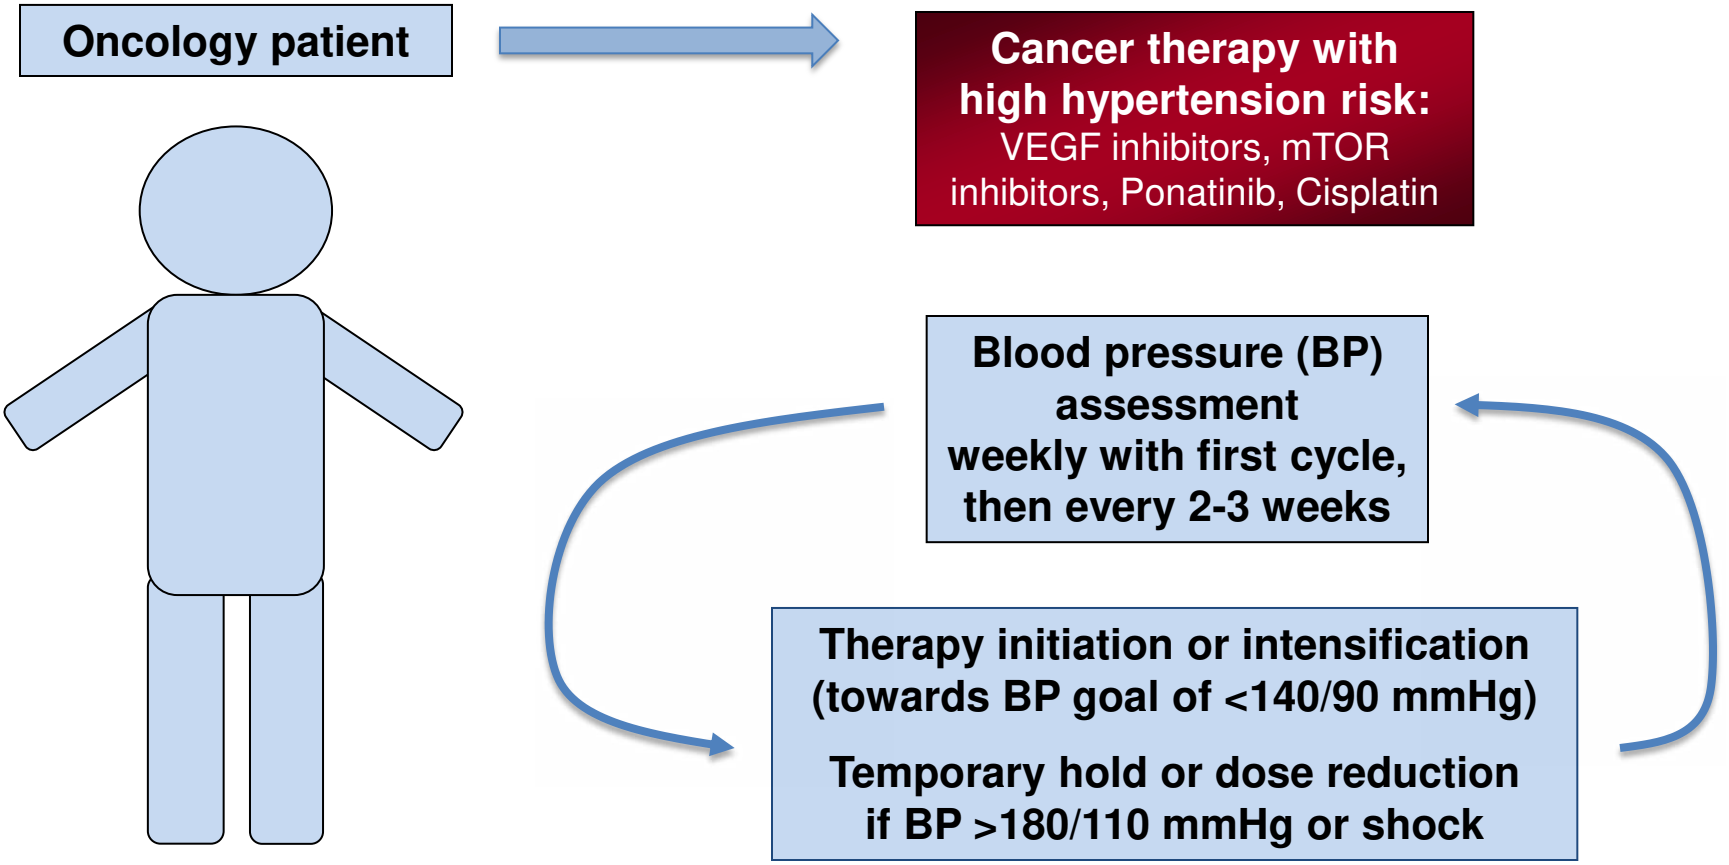 Oncology patient
Cancer therapy with
high hypertension risk:
VEGF inhibitors, mTOR
inhibitors, Ponatinib, Cisplatin
Blood pressure (BP)
assessment
weekly with first cycle,
then every 2-3 weeks
Therapy initiation or intensification
(towards BP goal of <140/90 mmHg)
Temporary hold or dose reduction
if BP >180/110 mmHg or shock